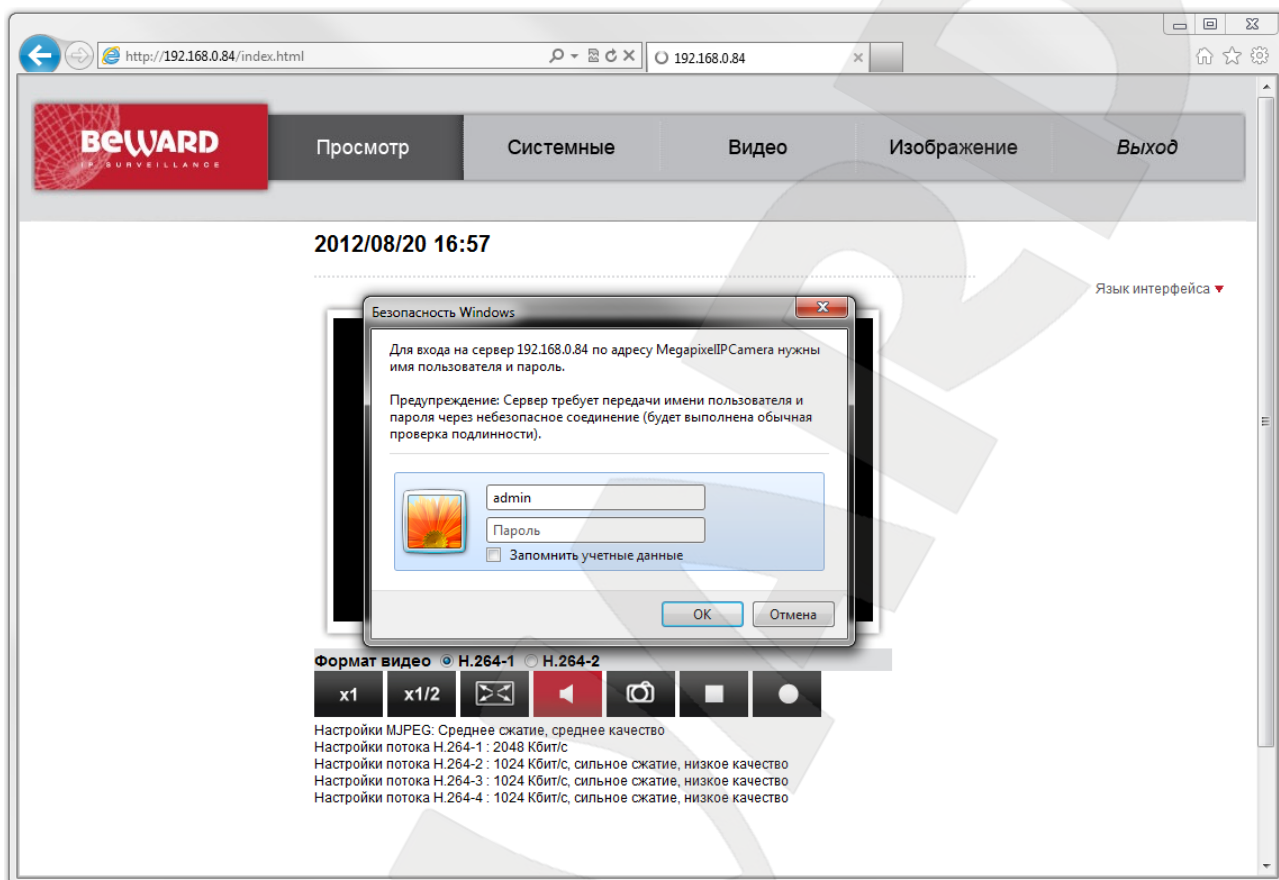 http://192.168.0.84/index.html
192.168.0.84
BEWARD
IP SURVEILLANCE
Просмотр
Системные
Видео
Изображение
Выход
2012/08/20 16:57
Язык интерфейса
Безопасность Windows
Для входа на сервер 192.168.0.84 по адресу MegapixelIPCamera нужны
имя пользователя и пароль.
Предупреждение: Сервер требует передачи имени пользователя и
пароля через небезопасное соединение (будет выполнена обычная
проверка подлинности).
admin
Пароль
Запомнить учетные данные
OK
Отмена
Формат видео H.264-1 H.264-2
x1
x1/2
Настройки MJPEG: Среднее сжатие, среднее качество
Настройки потока H.264-1 : 2048 Кбит/с
Настройки потока H.264-2 : 1024 Кбит/с, сильное сжатие, низкое качество
Настройки потока H.264-3 : 1024 Кбит/с, сильное сжатие, низкое качество
Настройки потока H.264-4 : 1024 Кбит/с, сильное сжатие, низкое качество